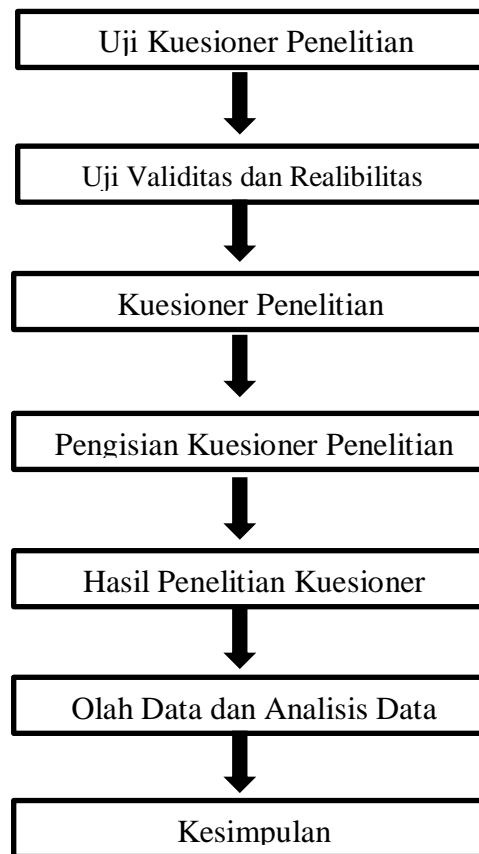 Uji Kuesioner Penelitian
Uji Validitas dan Realibilitas
Kuesioner Penelitian
Pengisian Kuesioner Penelitian
Hasil Penelitian Kuesioner
Olah Data dan Analisis Data
Kesimpulan